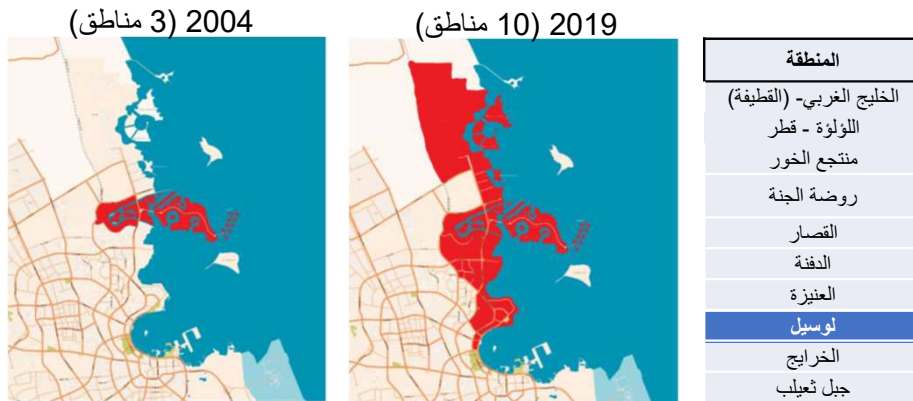 2019 (10 مناطق)
2004 (3 مناطق)
المنطقة
الخليج الغربي- (القطيفة)
اللؤلؤة - قطر
منتجع الخور
روضة الجنة
القصار
الدفنة
العنيزة
لوسيل
الخرايج
جبل ثعيلب